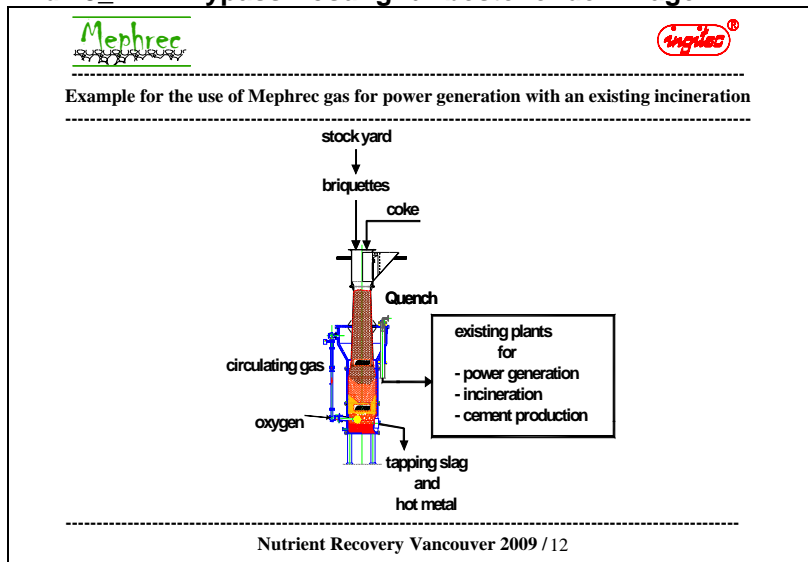 Mephrec
ingitec®
Example for the use of Mephrec gas for power generation with an existing incineration
stock yard
briquettes
coke
Quench
existing plants
for
- power generation
- incineration
- cement production
circulating gas
oxygen
tapping slag
and
hot metal
Nutrient Recovery Vancouver 2009 / 12